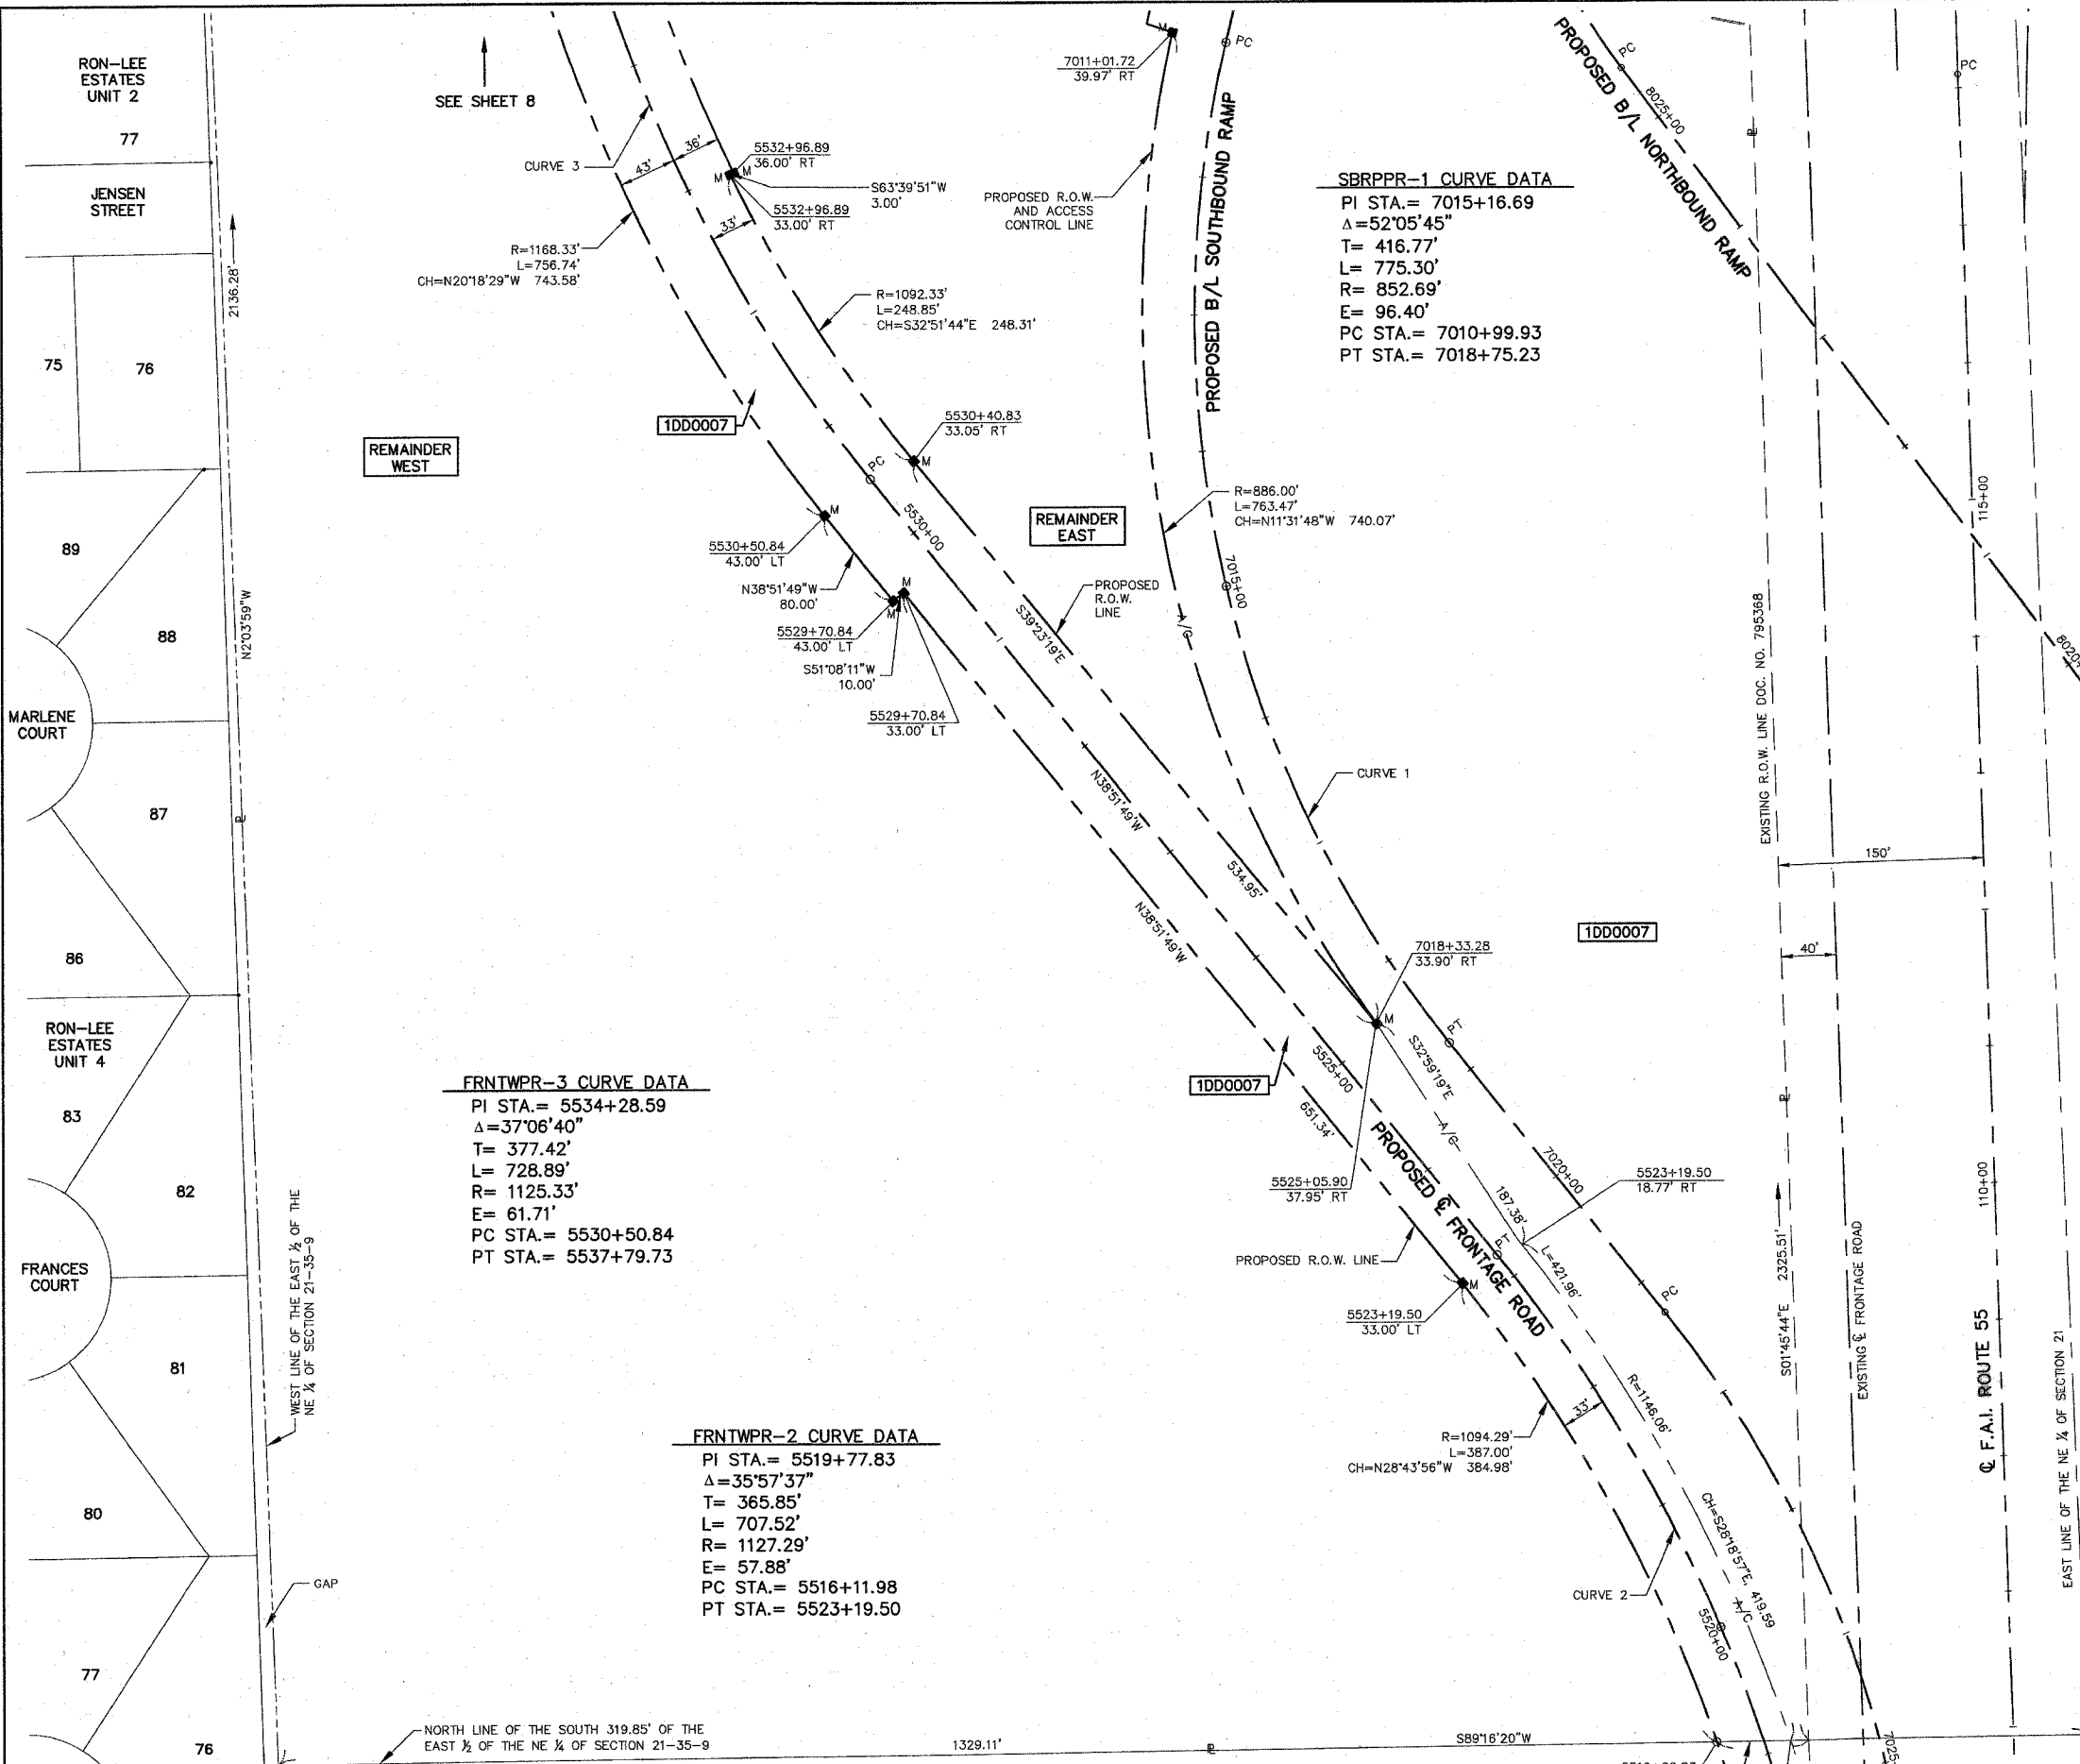 RON-LEE
ESTATES
UNIT 2
77
JENSEN
STREET
75
76
89
88
MARLENE
COURT
87
86
RON-LEE
ESTATES
UNIT 4
83
82
FRANCES
COURT
81
80
77
76
2136.28'
N2°03'59"W
P
WEST LINE OF THE EAST ½ OF THE
NE ¼ OF SECTION 21-35-9
GAP
NORTH LINE OF THE SOUTH 319.85' OF THE
EAST ½ OF THE NE ¼ OF SECTION 21-35-9
1329.11'
S89°16'20"W
SEE SHEET 8
CURVE 3
43'
36'
33'
5532+96.89
36.00' RT
M
M
S63°39'51"W
3.00'
5532+96.89
33.00' RT
R=1168.33'
L=756.74'
CH=N20°18'29"W 743.58'
R=1092.33'
L=248.85'
CH=S32°51'44"E 248.31'
1DD0007
REMAINDER
WEST
5530+40.83
33.05' RT
M
PC
5530+00
M
5530+50.84
43.00' LT
N38°51'49"W
80.00'
M
M
5529+70.84
43.00' LT
S51°08'11"W
10.00'
5529+70.84
33.00' LT
REMAINDER
EAST
PROPOSED
R.O.W.
LINE
S39°23'19"E
534.95'
N38°51'49"W
N38°51'49"W
651.34'
7011+01.72
39.97' RT
M
PC
PROPOSED R.O.W.
AND ACCESS
CONTROL LINE
PROPOSED B/L SOUTHBOUND RAMP
R=886.00'
L=763.47'
CH=N11°31'48"W 740.07'
7015+00
A/C
CURVE 1
SBRPPR-1 CURVE DATA
PI STA.= 7015+16.69
Δ=52°05'45"
T= 416.77'
L= 775.30'
R= 852.69'
E= 96.40'
PC STA.= 7010+99.93
PT STA.= 7018+75.23
PROPOSED B/L NORTHBOUND RAMP
PC
8025+00
P
PC
115+00
EXISTING R.O.W. LINE DOC. NO. 795368
150'
40'
1DD0007
7018+33.28
33.90' RT
M
PT
S32°59'19"E
A/C
187.38'
7020+00
5523+19.50
18.77' RT
PC
1DD0007
5525+00
5525+05.90
37.95' RT
PROPOSED ℄ FRONTAGE ROAD
PT
PROPOSED R.O.W. LINE
M
5523+19.50
33.00' LT
L=421.96'
R=1146.06'
CH=S28°18'57"E, 419.59
A/C
33'
R=1094.29'
L=387.00'
CH=N28°43'56"W 384.98'
CURVE 2
5520+00
P
S01°45'44"E 2325.51'
EXISTING ℄ FRONTAGE ROAD
110+00
℄ F.A.I. ROUTE 55
EAST LINE OF THE NE ¼ OF SECTION 21
FRNTWPR-3 CURVE DATA
PI STA.= 5534+28.59
Δ=37°06'40"
T= 377.42'
L= 728.89'
R= 1125.33'
E= 61.71'
PC STA.= 5530+50.84
PT STA.= 5537+79.73
FRNTWPR-2 CURVE DATA
PI STA.= 5519+77.83
Δ=35°57'37"
T= 365.85'
L= 707.52'
R= 1127.29'
E= 57.88'
PC STA.= 5516+11.98
PT STA.= 5523+19.50